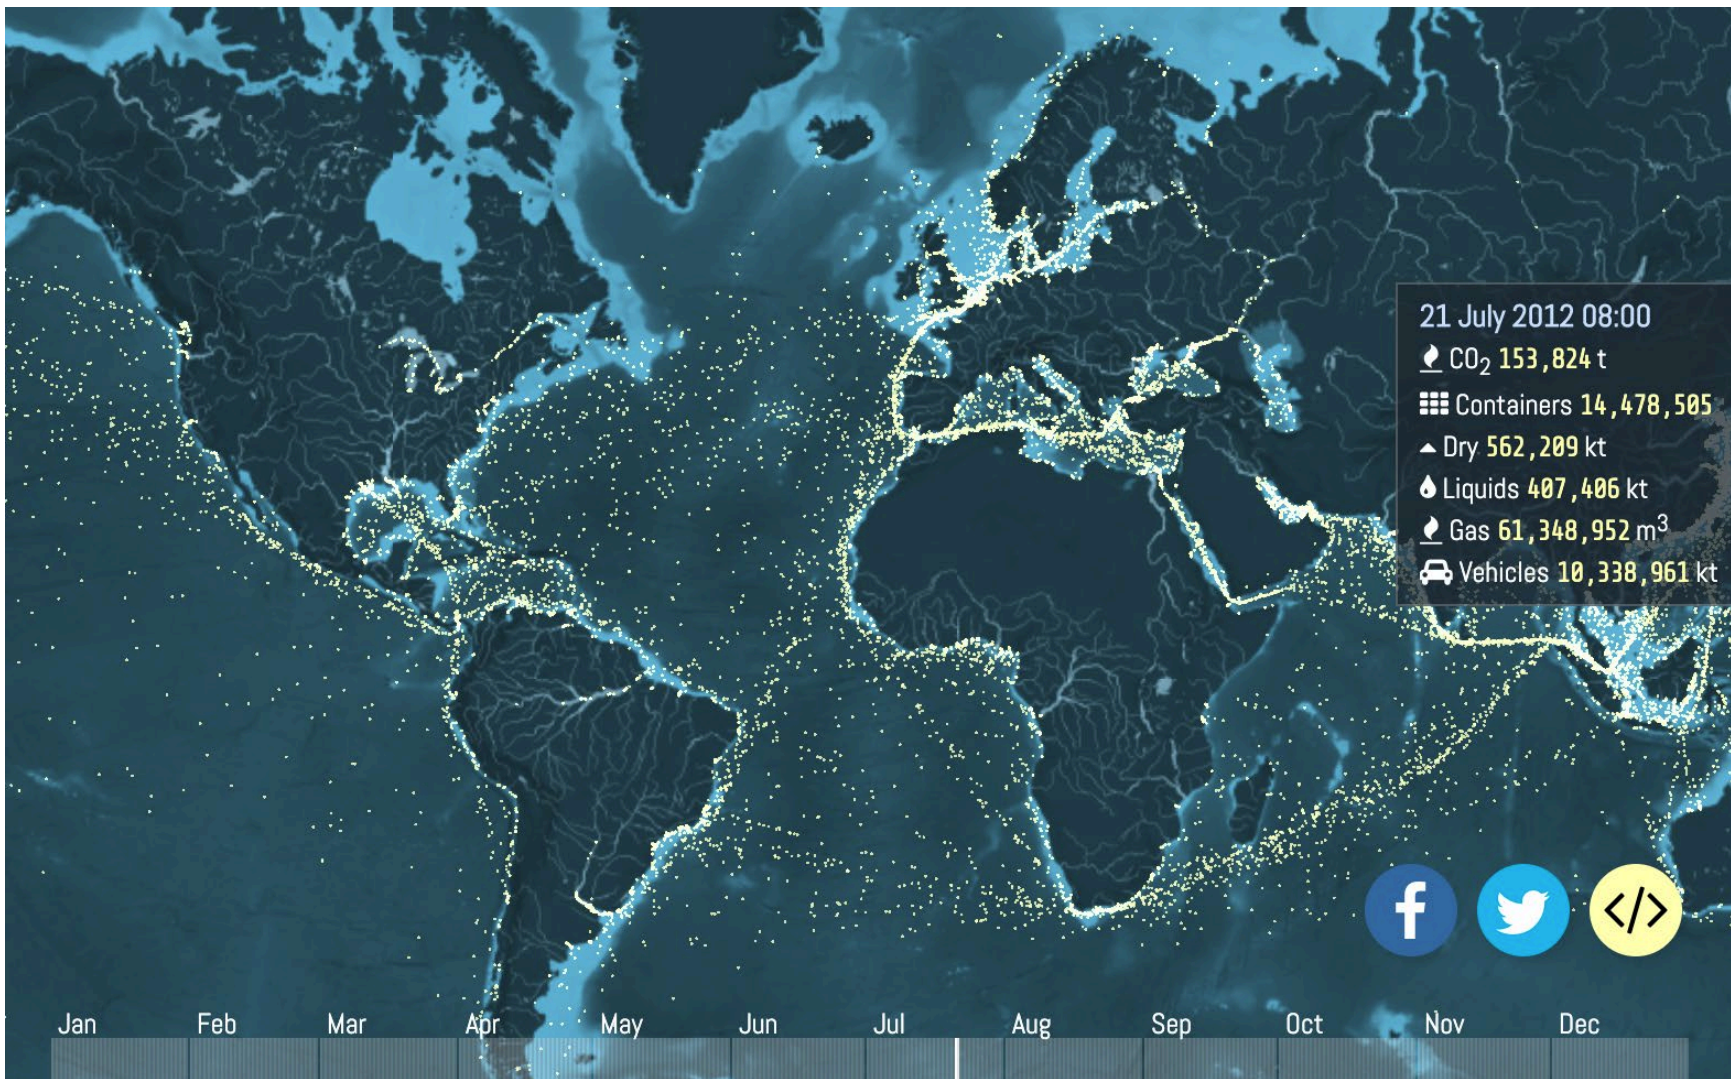 21 July 2012 08:00
CO₂ 153,824 t
Containers 14,478,505
Dry 562,209 kt
Liquids 407,406 kt
Gas 61,348,952 m³
Vehicles 10,338,961 kt
f </>
Jan Feb Mar Apr May Jun Jul Aug Sep Oct Nov Dec